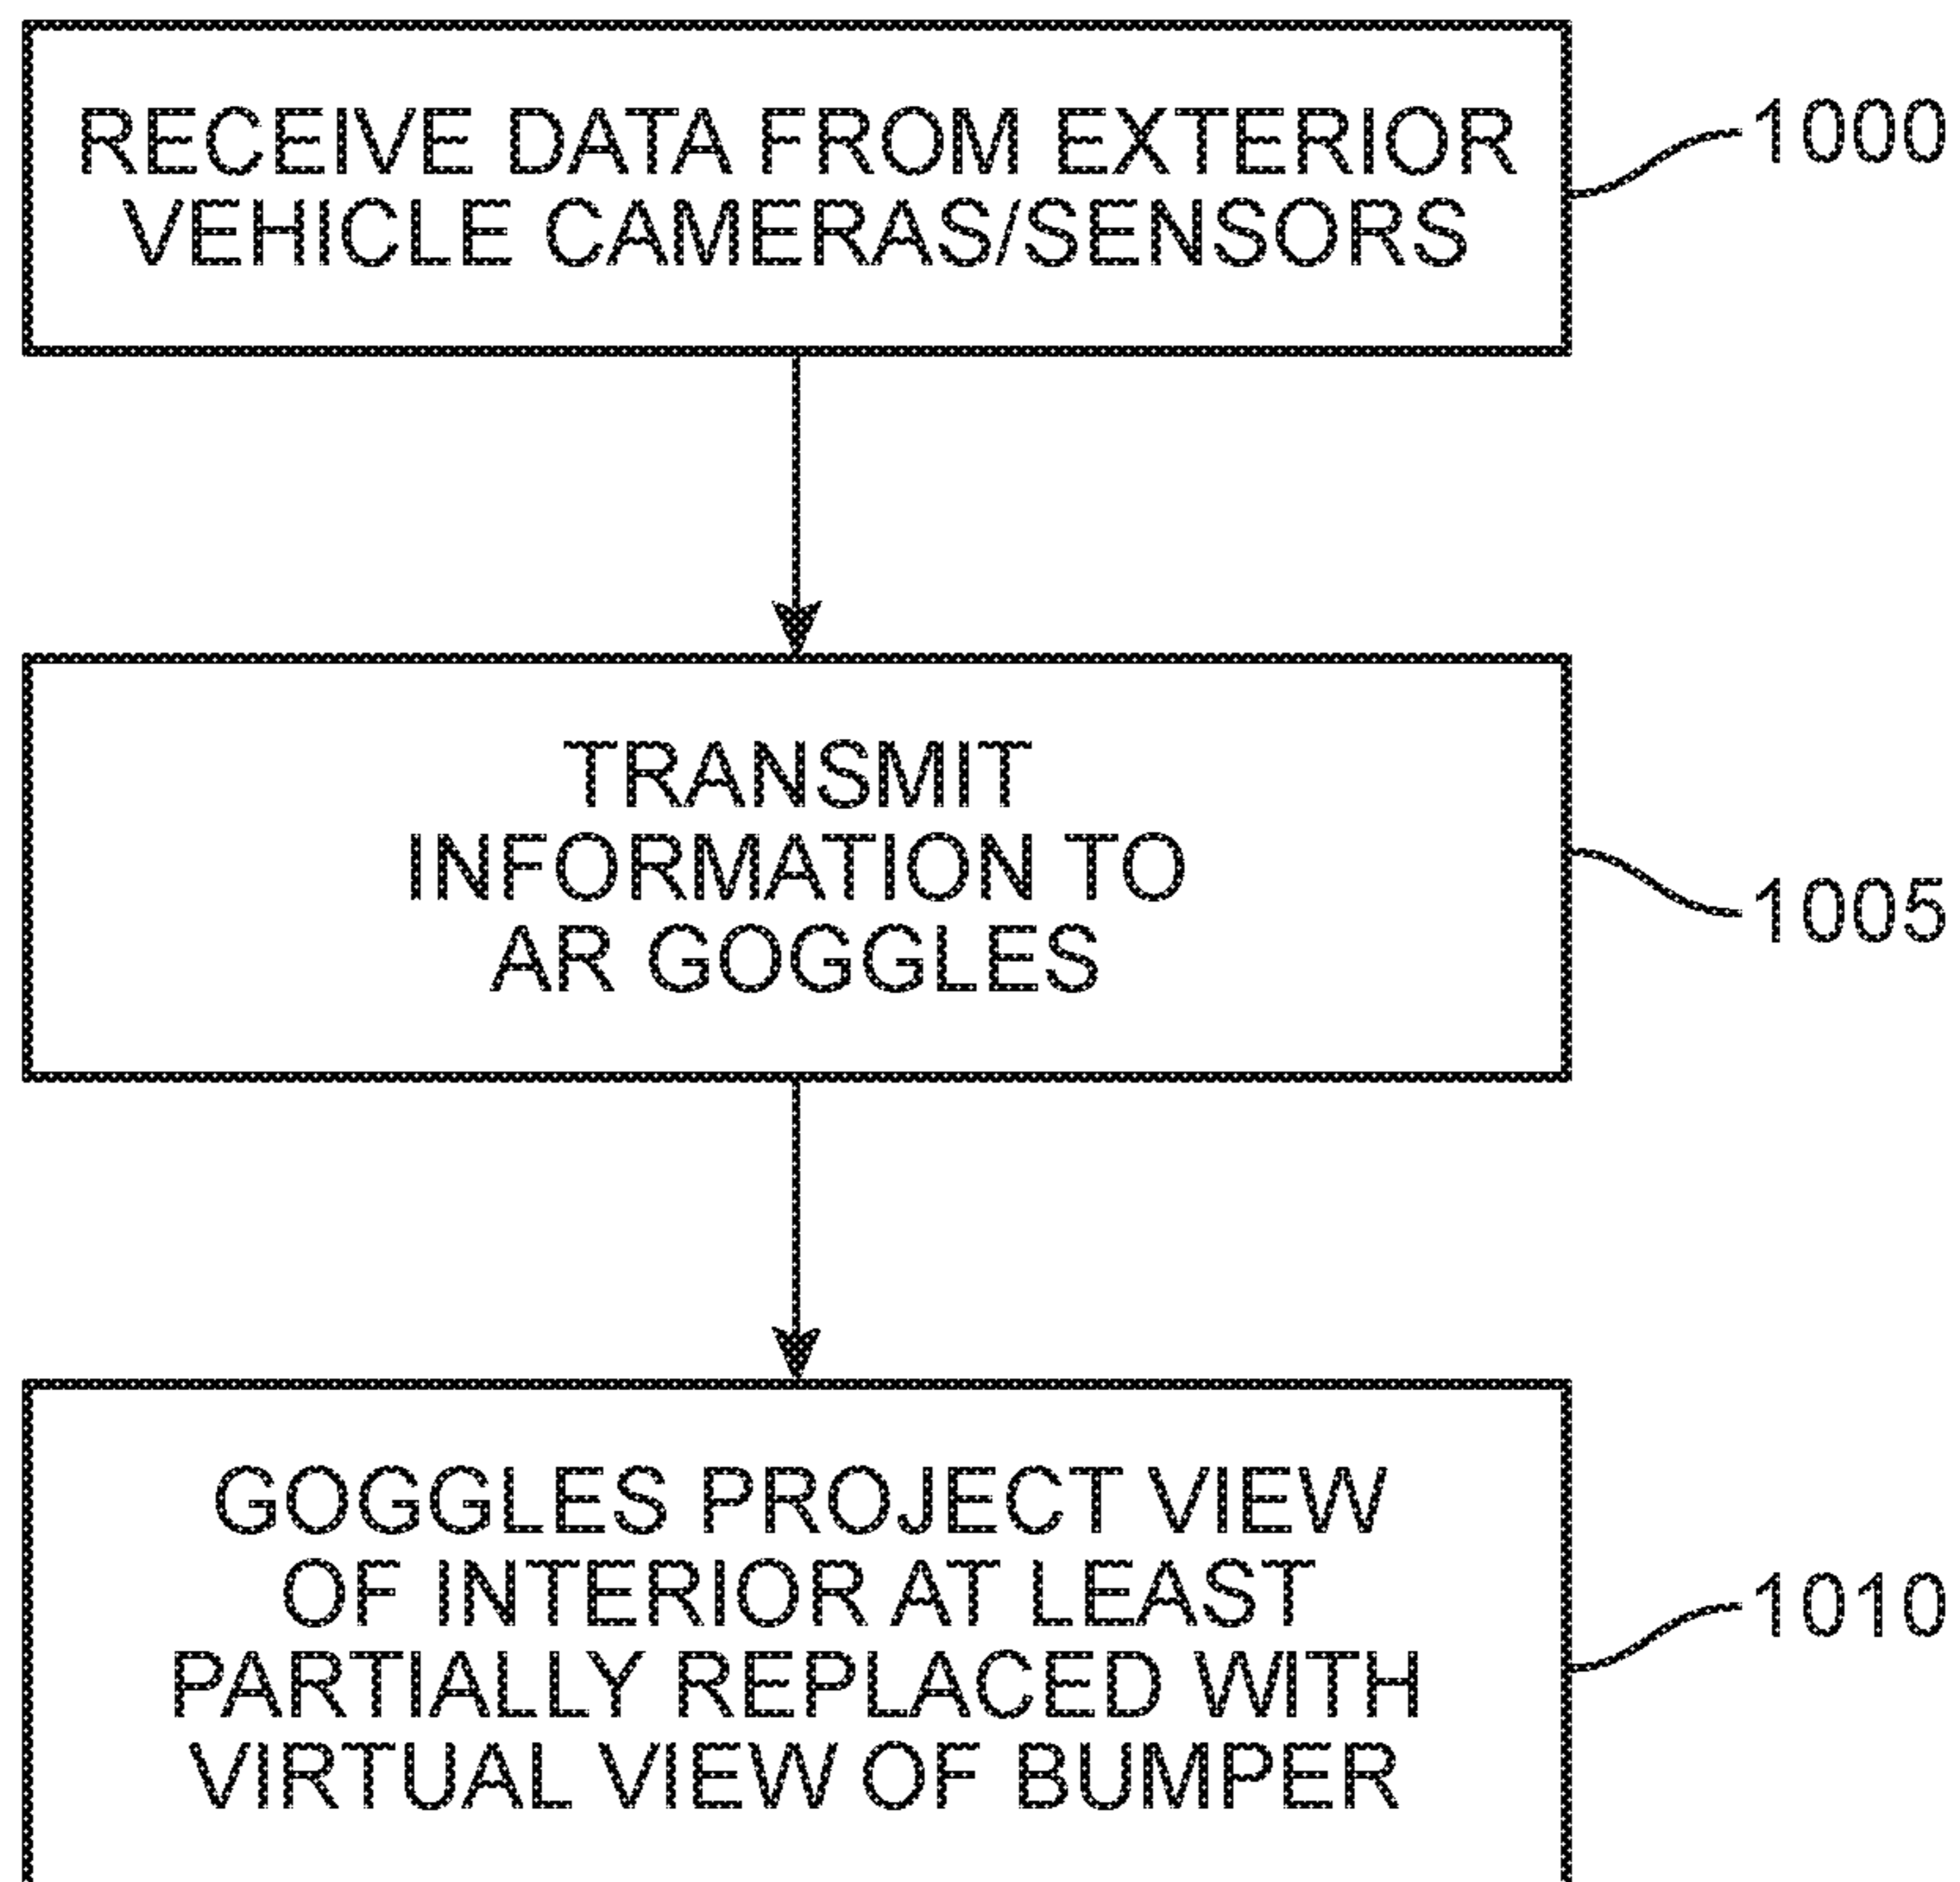 RECEIVE DATA FROM EXTERIOR
VEHICLE CAMERAS/SENSORS
1000
TRANSMIT
INFORMATION TO
AR GOGGLES
1005
GOGGLES PROJECT VIEW
OF INTERIOR AT LEAST
PARTIALLY REPLACED WITH
VIRTUAL VIEW OF BUMPER
1010